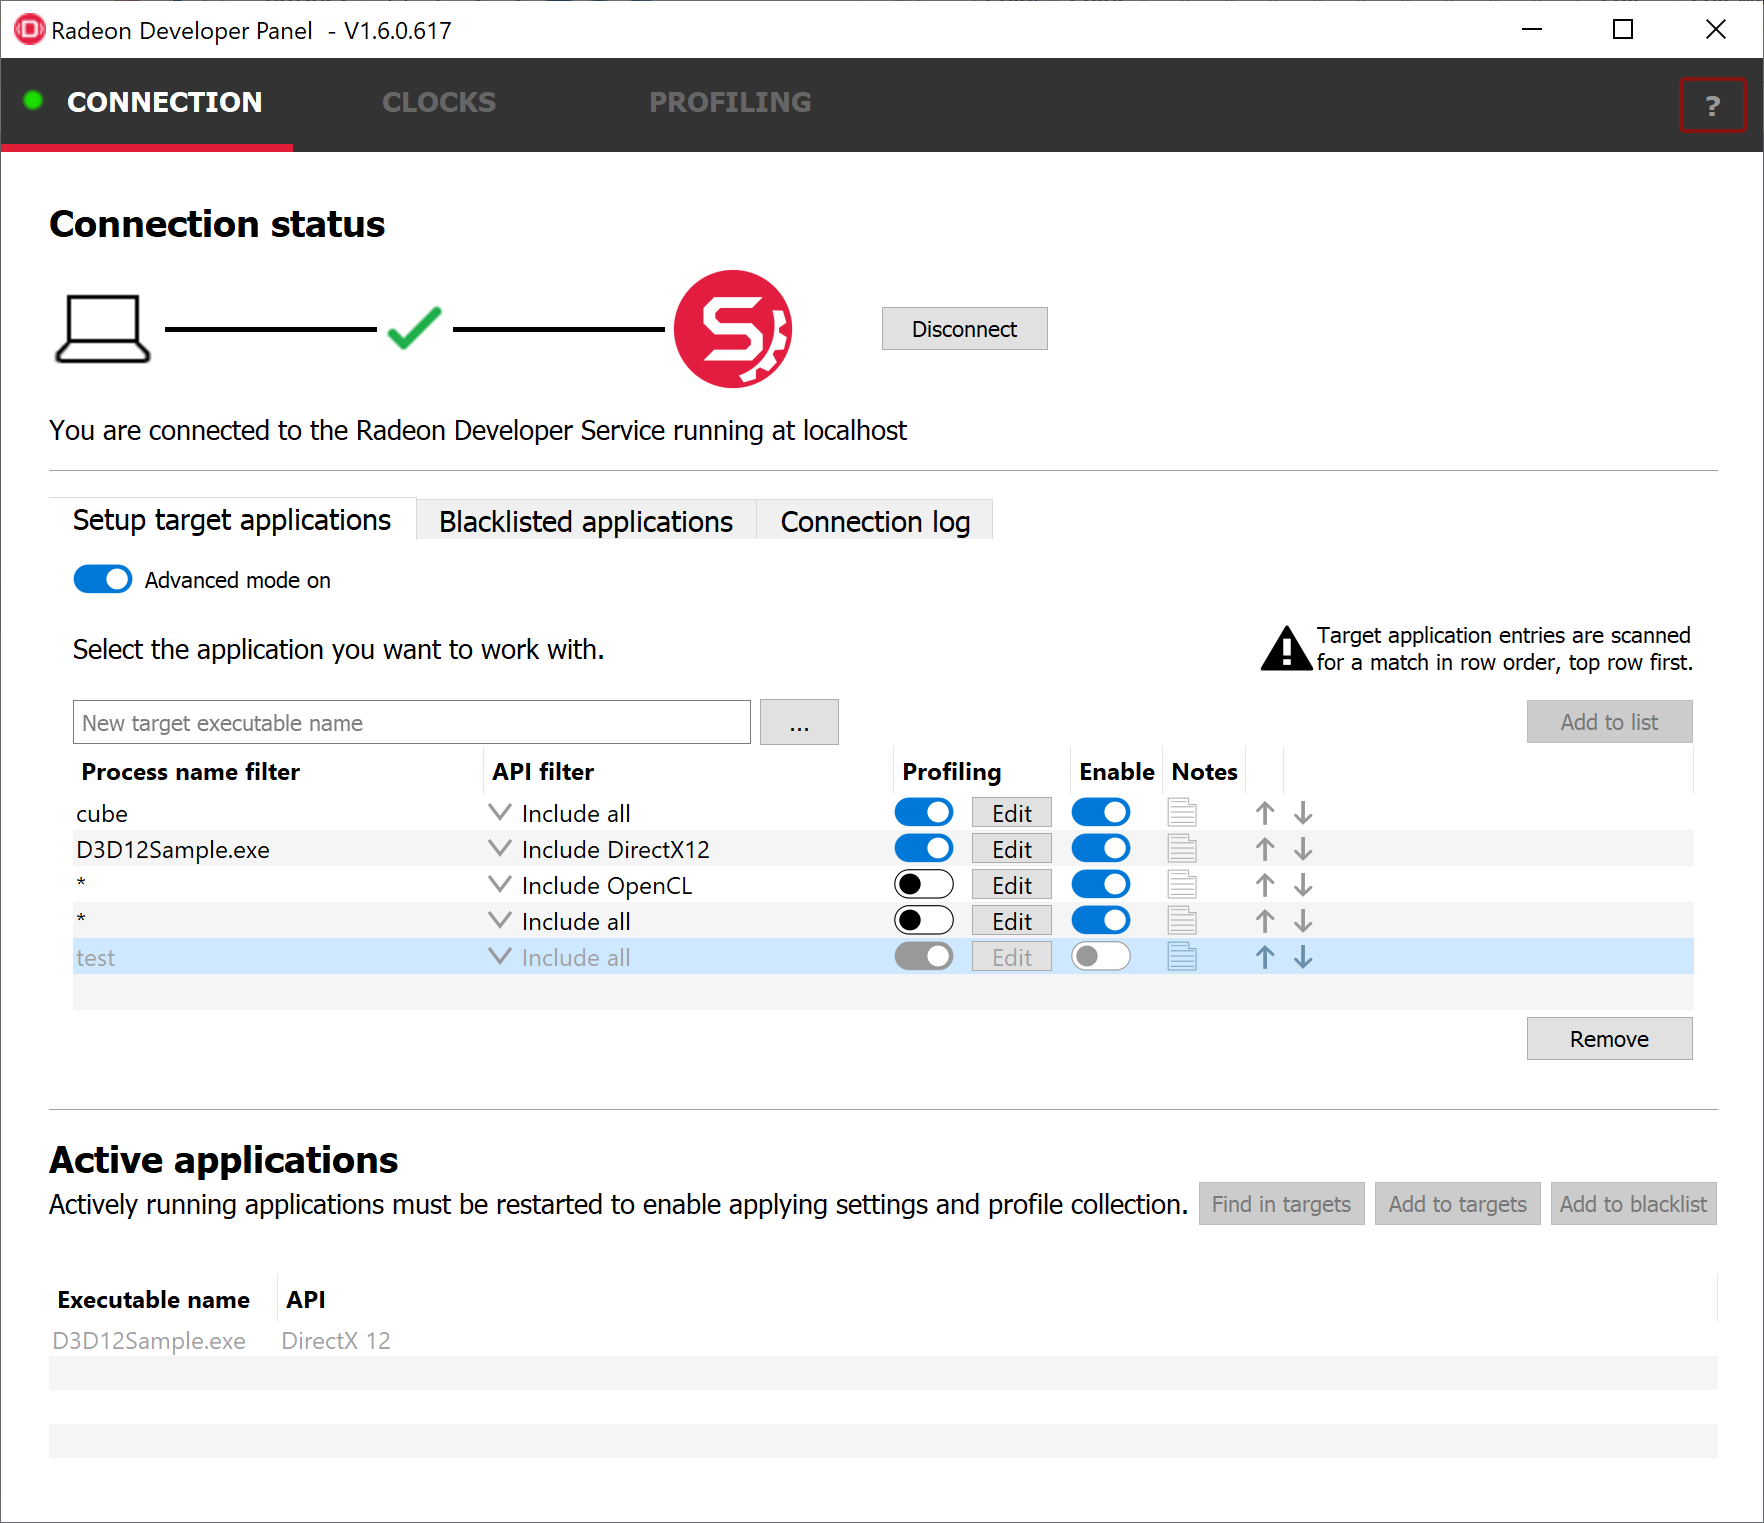 Radeon Developer Panel - V1.6.0.617
CONNECTION CLOCKS PROFILING ?
Connection status
Disconnect
You are connected to the Radeon Developer Service running at localhost
Setup target applications Blacklisted applications Connection log
Advanced mode on
Select the application you want to work with.
Target application entries are scanned
for a match in row order, top row first.
New target executable name ... Add to list
Process name filter API filter Profiling Enable Notes
cube Include all Edit
D3D12Sample.exe Include DirectX12 Edit
* Include OpenCL Edit
* Include all Edit
test Include all Edit
Remove
Active applications
Actively running applications must be restarted to enable applying settings and profile collection. Find in targets Add to targets Add to blacklist
Executable name API
D3D12Sample.exe DirectX 12